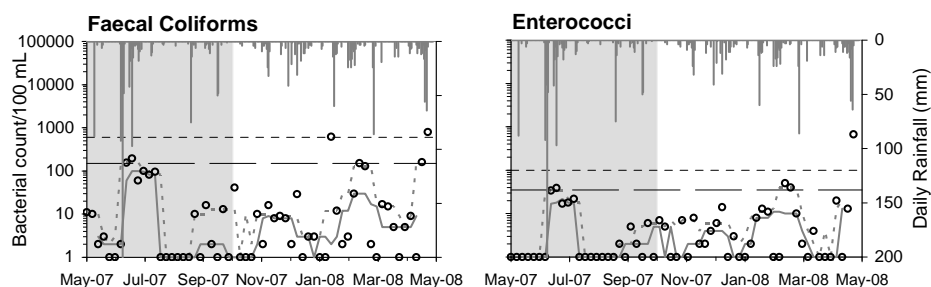 Faecal Coliforms
Enterococci
Bacterial count/100 mL
100000
10000
1000
100
10
1
May-07 Jul-07 Sep-07 Nov-07 Jan-08 Mar-08 May-08
May-07 Jul-07 Sep-07 Nov-07 Jan-08 Mar-08 May-08
0
50
100
150
200
Daily Rainfall (mm)